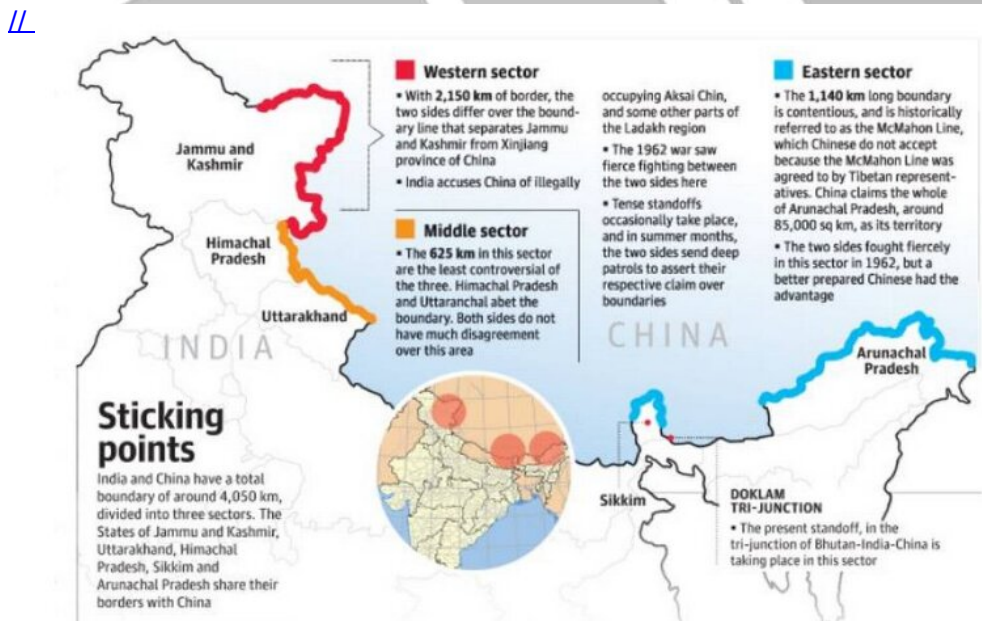 //
Western sector
• With 2,150 km of border, the
two sides differ over the bound-
ary line that separates Jammu
and Kashmir from Xinjiang
province of China
• India accuses China of illegally
occupying Aksai Chin,
and some other parts of
the Ladakh region
• The 1962 war saw
fierce fighting between
the two sides here
• Tense standoffs
occasionally take place,
and in summer months,
the two sides send deep
patrols to assert their
respective claim over
boundaries
Middle sector
• The 625 km in this sector
are the least controversial of
the three. Himachal Pradesh
and Uttaranchal abet the
boundary. Both sides do not
have much disagreement
over this area
Eastern sector
• The 1,140 km long boundary
is contentious, and is historically
referred to as the McMahon Line,
which Chinese do not accept
because the McMahon Line was
agreed to by Tibetan represent-
atives. China claims the whole
of Arunachal Pradesh, around
85,000 sq km, as its territory
• The two sides fought fiercely
in this sector in 1962, but a
better prepared Chinese had the
advantage
Jammu and
Kashmir
Himachal
Pradesh
Uttarakhand
INDIA
CHINA
Arunachal
Pradesh
Sticking
points
India and China have a total
boundary of around 4,050 km,
divided into three sectors. The
States of Jammu and Kashmir,
Uttarakhand, Himachal
Pradesh, Sikkim and
Arunachal Pradesh share their
borders with China
Sikkim
DOKLAM
TRI-JUNCTION
• The present standoff, in the
tri-junction of Bhutan-India-China is
taking place in this sector